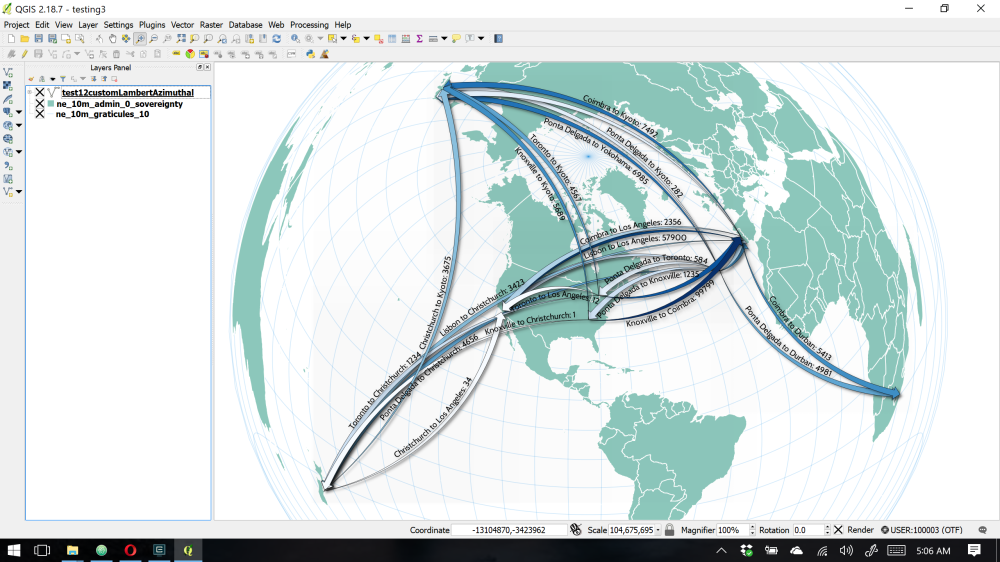 QGIS 2.18.7 - testing3
Project Edit View Layer Settings Plugins Vector Raster Database Web Processing Help
Layers Panel
test12customLambertAzimuthal
ne_10m_admin_0_sovereignty
ne_10m_graticules_10
Coimbra to Kyoto: 7492
Ponta Delgada to Kyoto: 282
Ponta Delgada to Yokohama: 6985
Toronto to Kyoto: 4567
Knoxville to Kyoto: 5689
Coimbra to Los Angeles: 2356
Lisbon to Los Angeles: 57900
Ponta Delgada to Toronto: 584
Ponta Delgada to Knoxville: 1235
Christchurch to Kyoto: 3675
Lisbon to Christchurch: 3423
Toronto to Los Angeles: 12
Knoxville to Christchurch: 1
Knoxville to Coimbra: 99799
Coimbra to Durban: 5413
Ponta Delgada to Durban: 4981
Toronto to Christchurch: 1234
Ponta Delgada to Christchurch: 4656
Christchurch to Los Angeles: 34
Coordinate -13104870,-3423962 Scale 104,675,695 Magnifier 100% Rotation 0.0 Render USER:100003 (OTF)
5:06 AM